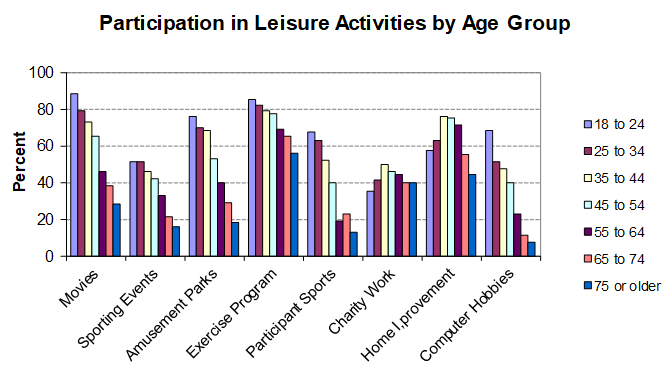 Participation in Leisure Activities by Age Group
100
80
60
40
20
0
Percent
Movies
Sporting Events
Amusement Parks
Exercise Program
Participant Sports
Charity Work
Home I,provement
Computer Hobbies
18 to 24
25 to 34
35 to 44
45 to 54
55 to 64
65 to 74
75 or older